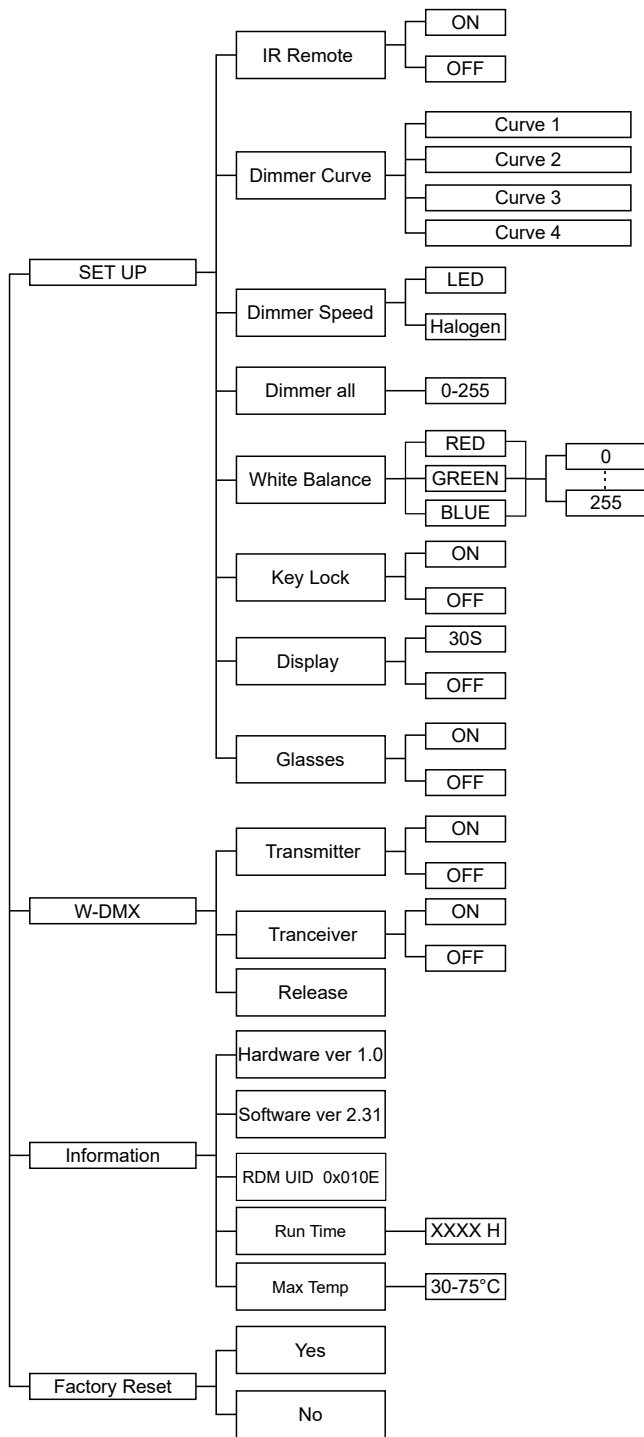 SET UP
IR Remote
ON
OFF
Dimmer Curve
Curve 1
Curve 2
Curve 3
Curve 4
Dimmer Speed
LED
Halogen
Dimmer all
0-255
White Balance
RED
GREEN
BLUE
0
255
Key Lock
ON
OFF
Display
30S
OFF
Glasses
ON
OFF
W-DMX
Transmitter
ON
OFF
Tranceiver
ON
OFF
Release
Information
Hardware ver 1.0
Software ver 2.31
RDM UID 0x010E
Run Time
XXXX H
Max Temp
30-75°C
Factory Reset
Yes
No